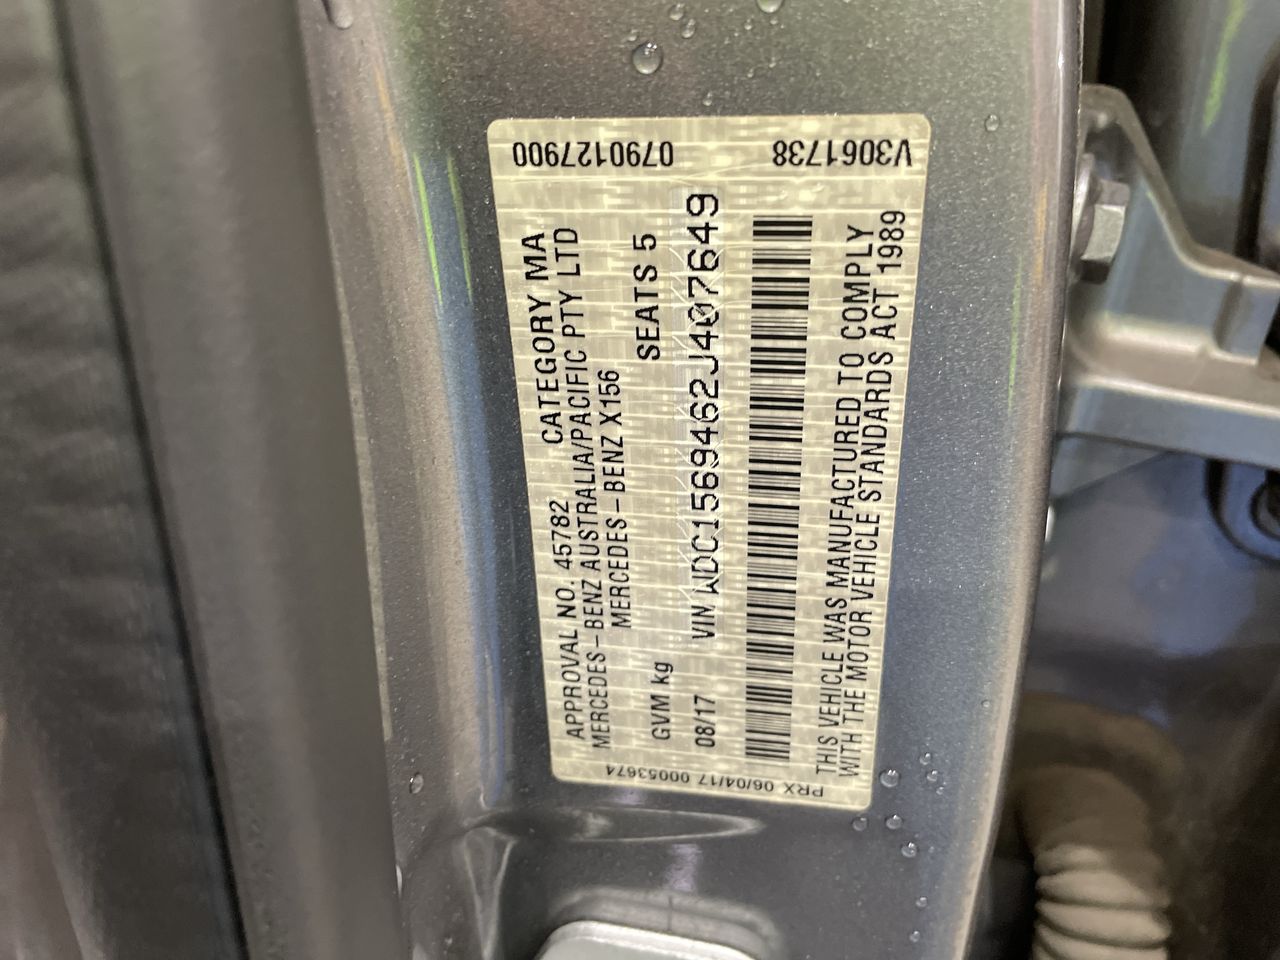 0790127900
V3061738
APPROVAL NO. 45782 CATEGORY MA
MERCEDES-BENZ AUSTRALIA/PACIFIC PTY LTD
MERCEDES-BENZ X156
GVM kg SEATS 5
08/17 VIN WDC1569462J407649
THIS VEHICLE WAS MANUFACTURED TO COMPLY
WITH THE MOTOR VEHICLE STANDARDS ACT 1989
PRX 06/04/17 00053674